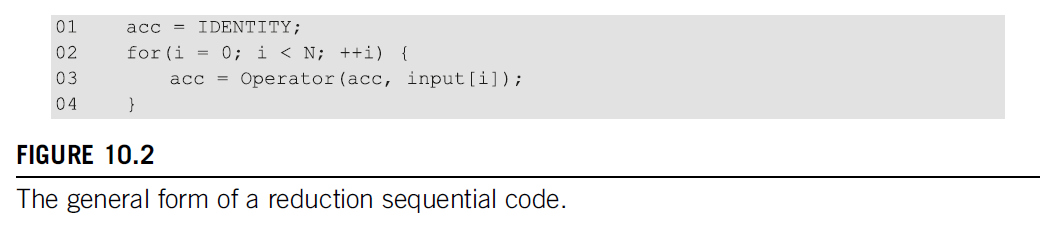 01 acc = IDENTITY;
02 for(i = 0; i < N; ++i) {
03 acc = Operator(acc, input[i]);
04 }
FIGURE 10.2
The general form of a reduction sequential code.